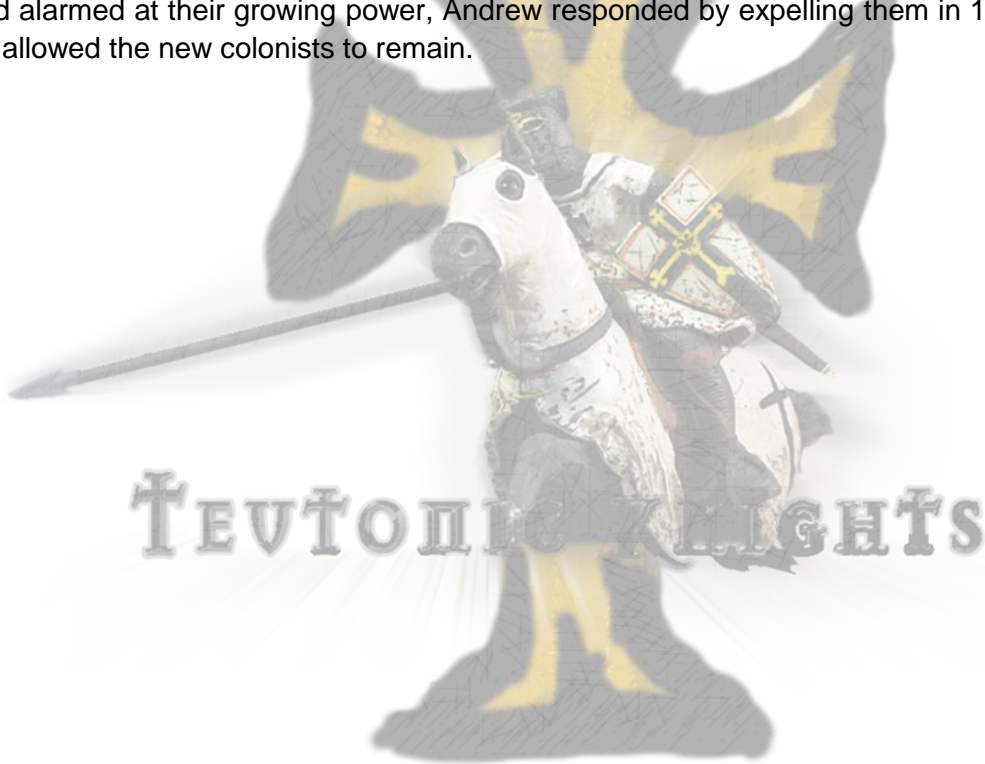 d alarmed at their growing power, Andrew responded by expelling them in 1
allowed the new colonists to remain.
TEUTONIC KNIGHTS